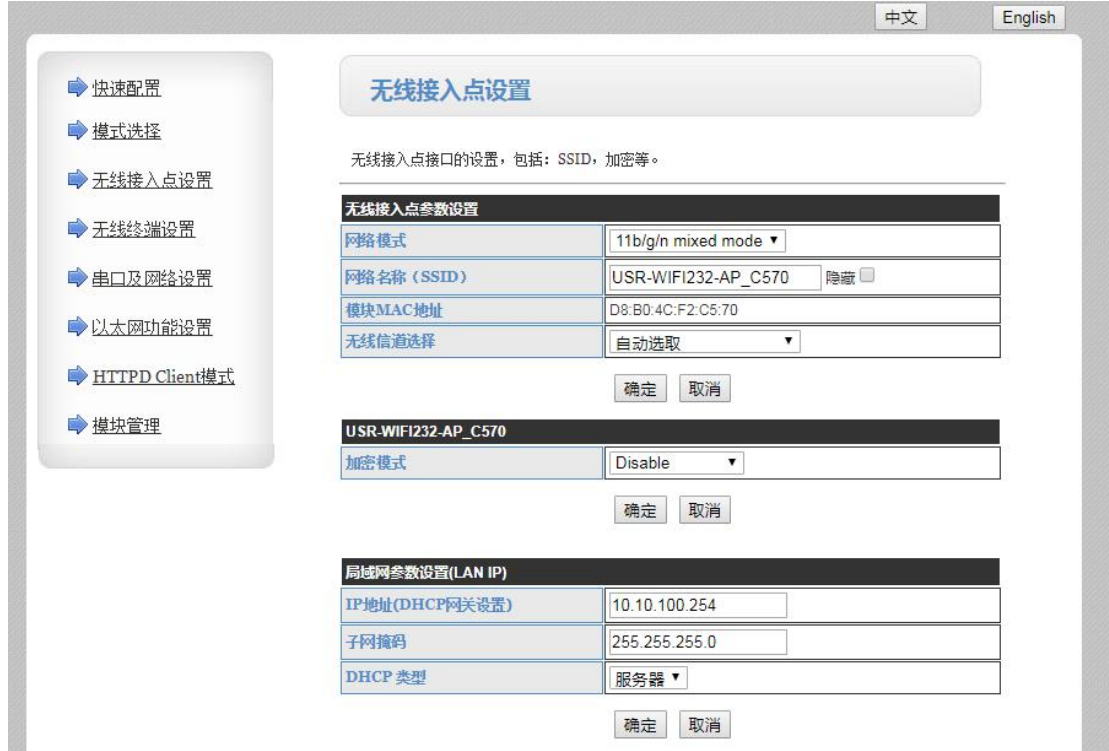 中文 English
快速配置
模式选择
无线接入点设置
无线终端设置
串口及网络设置
以太网功能设置
HTTPD Client模式
模块管理
无线接入点设置
无线接入点接口的设置，包括：SSID，加密等。
无线接入点参数设置
网络模式 11b/g/n mixed mode
网络名称（SSID） USR-WIFI232-AP_C570 隐藏
模块MAC地址 D8:B0:4C:F2:C5:70
无线信道选择 自动选取
确定 取消
USR-WIFI232-AP_C570
加密模式 Disable
确定 取消
局域网参数设置(LAN IP)
IP地址(DHCP网关设置) 10.10.100.254
子网掩码 255.255.255.0
DHCP 类型 服务器
确定 取消